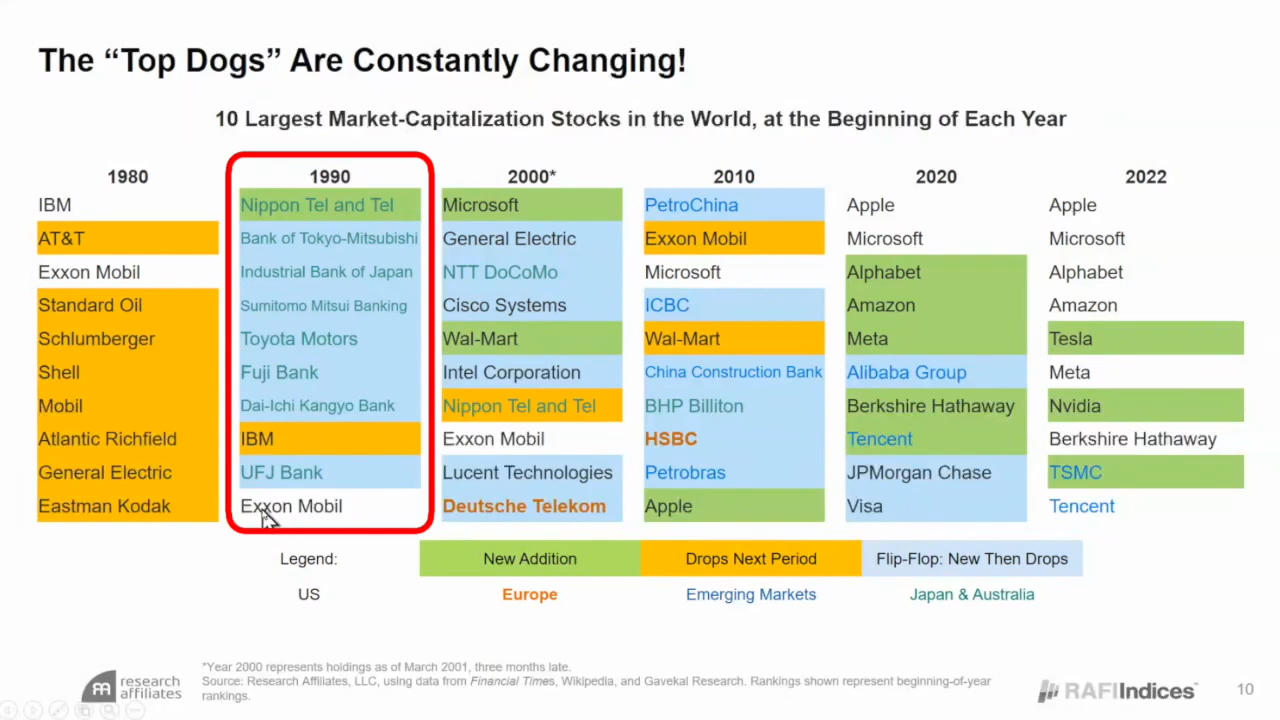 The “Top Dogs” Are Constantly Changing!
10 Largest Market-Capitalization Stocks in the World, at the Beginning of Each Year
1980
IBM
AT&T
Exxon Mobil
Standard Oil
Schlumberger
Shell
Mobil
Atlantic Richfield
General Electric
Eastman Kodak
1990
Nippon Tel and Tel
Bank of Tokyo-Mitsubishi
Industrial Bank of Japan
Sumitomo Mitsui Banking
Toyota Motors
Fuji Bank
Dai-Ichi Kangyo Bank
IBM
UFJ Bank
Exxon Mobil
2000*
Microsoft
General Electric
NTT DoCoMo
Cisco Systems
Wal-Mart
Intel Corporation
Nippon Tel and Tel
Exxon Mobil
Lucent Technologies
Deutsche Telekom
2010
PetroChina
Exxon Mobil
Microsoft
ICBC
Wal-Mart
China Construction Bank
BHP Billiton
HSBC
Petrobras
Apple
2020
Apple
Microsoft
Alphabet
Amazon
Meta
Alibaba Group
Berkshire Hathaway
Tencent
JPMorgan Chase
Visa
2022
Apple
Microsoft
Alphabet
Amazon
Tesla
Meta
Nvidia
Berkshire Hathaway
TSMC
Tencent
Legend:
New Addition
Drops Next Period
Flip-Flop: New Then Drops
US
Europe
Emerging Markets
Japan & Australia
research
affiliates
*Year 2000 represents holdings as of March 2001, three months late.
Source: Research Affiliates, LLC, using data from Financial Times, Wikipedia, and Gavekal Research. Rankings shown represent beginning-of-year
rankings.
RAFI Indices
10